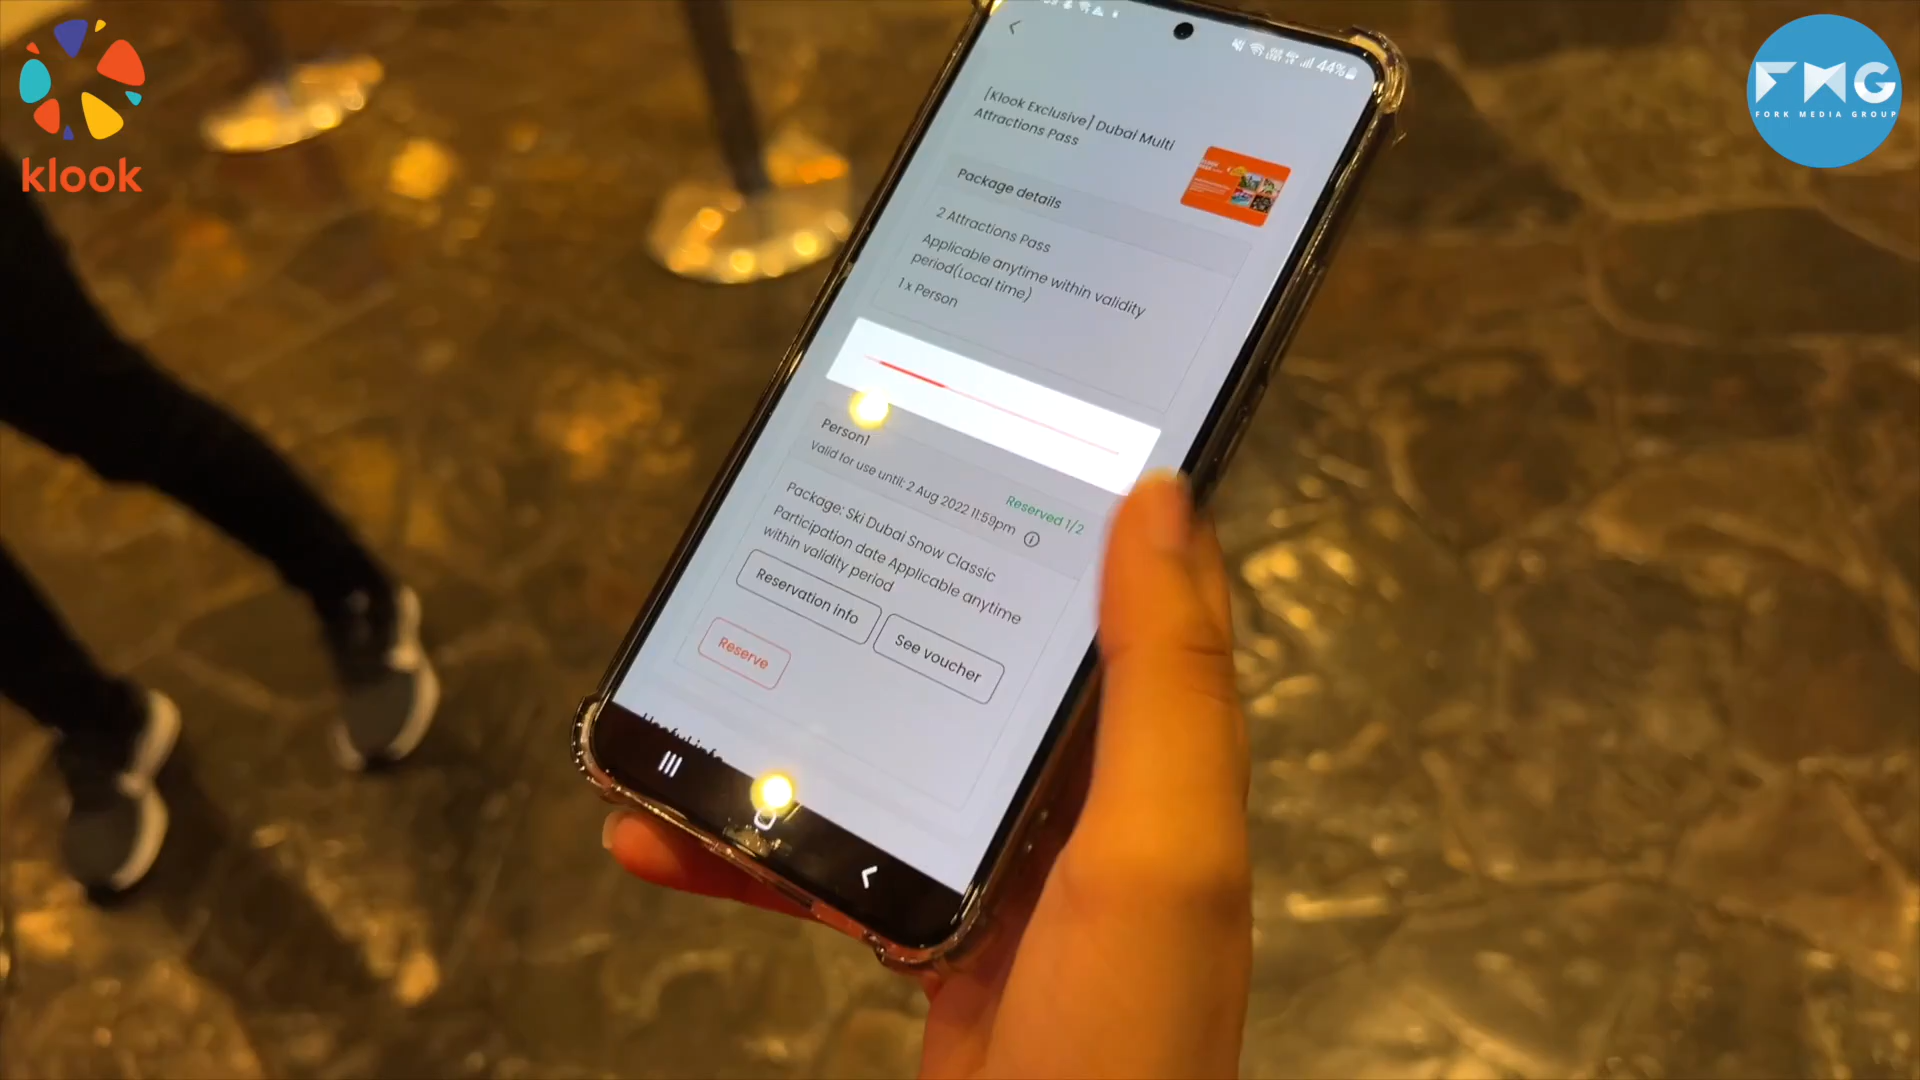 klook
FMG
FORK MEDIA GROUP
44%
[Klook Exclusive] Dubai Multi
Attractions Pass
Package details
2 Attractions Pass
Applicable anytime within validity
period(Local time)
1 x Person
Person1
Valid for use until: 2 Aug 2022 11:59pm
Reserved 1/2
Package: Ski Dubai Snow Classic
Participation date Applicable anytime
within validity period
Reservation info
See voucher
Reserve